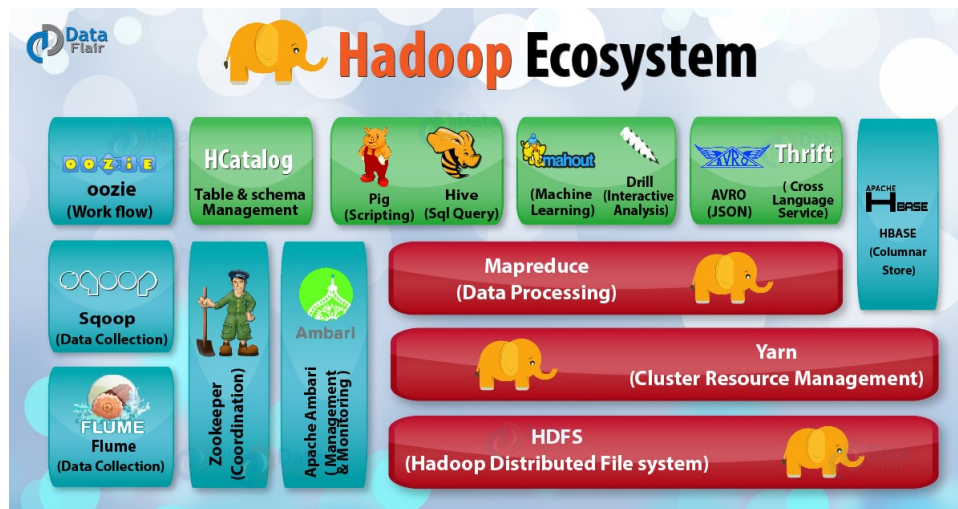 Data
Flair
Hadoop Ecosystem
OOZIE
oozie
(Work flow)
HCatalog
Table & schema
Management
Pig
(Scripting)
Hive
(Sql Query)
mahout
(Machine
Learning)
Drill
(Interactive
Analysis)
AVRO
AVRO
(JSON)
Thrift
( Cross
Language
Service)
APACHE
HBASE
HBASE
(Columnar
Store)
sqoop
Sqoop
(Data Collection)
FLUME
Flume
(Data Collection)
Zookeeper
(Coordination)
Ambari
Apache Ambari
( Management
& Monitoring )
Mapreduce
(Data Processing)
Yarn
(Cluster Resource Management)
HDFS
(Hadoop Distributed File system)